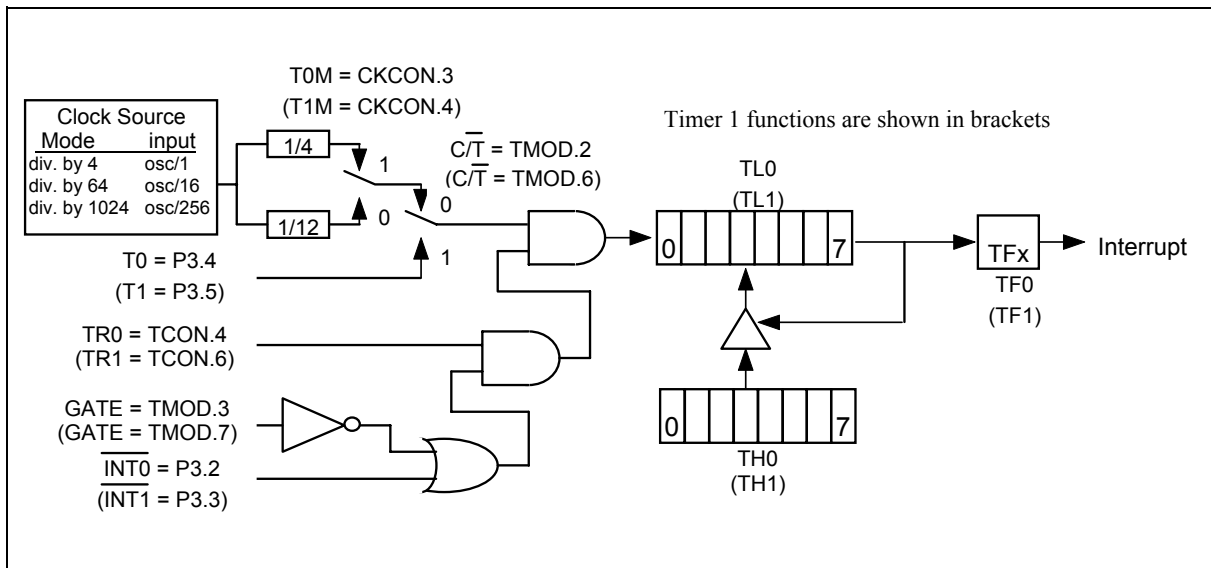 T0M = CKCON.3
(T1M = CKCON.4)
Clock Source
Mode input
div. by 4 osc/1
div. by 64 osc/16
div. by 1024 osc/256
1/4
1/12
1
0
C/T̅ = TMOD.2
(C/T̅ = TMOD.6)
0
1
T0 = P3.4
(T1 = P3.5)
TR0 = TCON.4
(TR1 = TCON.6)
GATE = TMOD.3
(GATE = TMOD.7)
I̅N̅T̅0̅ = P3.2
(I̅N̅T̅1̅ = P3.3)
Timer 1 functions are shown in brackets
TL0
(TL1)
0 7
TFx
Interrupt
TF0
(TF1)
0 7
TH0
(TH1)